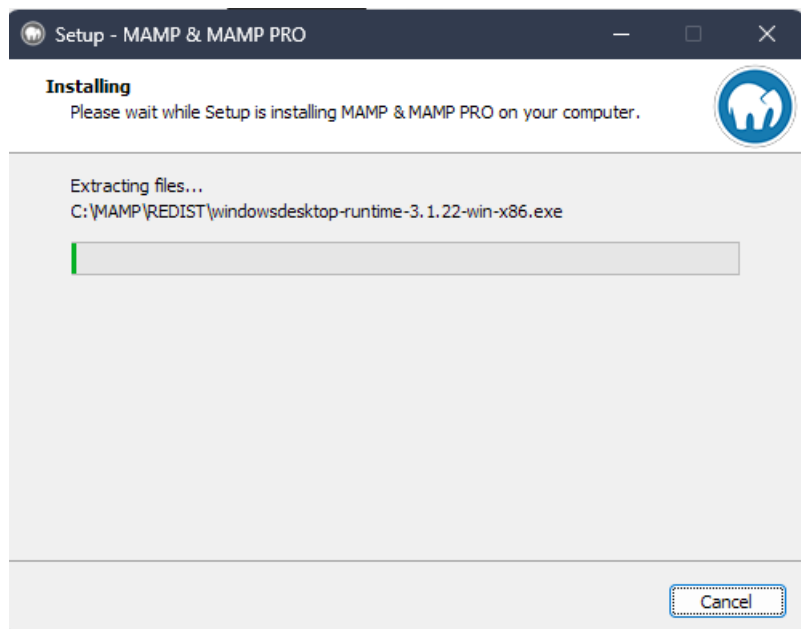 Setup - MAMP & MAMP PRO
Installing
Please wait while Setup is installing MAMP & MAMP PRO on your computer.
Extracting files...
C:\MAMP\REDIST\windowsdesktop-runtime-3.1.22-win-x86.exe
Cancel